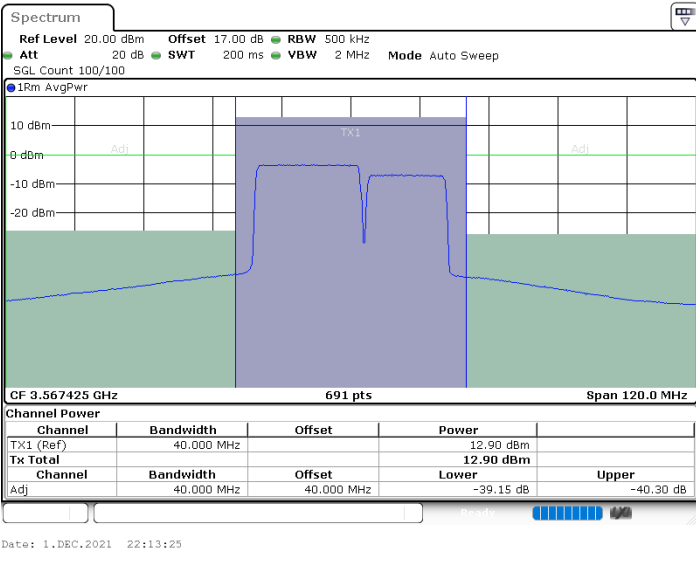 Spectrum
Ref Level 20.00 dBm Offset 17.00 dB RBW 500 kHz
Att 20 dB SWT 200 ms VBW 2 MHz Mode Auto Sweep
SGL Count 100/100
1Rm AvgPwr
10 dBm
TX1
0 dBm Adj Adj
-10 dBm
-20 dBm
CF 3.567425 GHz 691 pts Span 120.0 MHz
Channel Power
Channel Bandwidth Offset Power
TX1 (Ref) 40.000 MHz 12.90 dBm
Tx Total 12.90 dBm
Channel Bandwidth Offset Lower Upper
Adj 40.000 MHz 40.000 MHz -39.15 dB -40.30 dB
Ready
Date: 1.DEC.2021 22:13:25